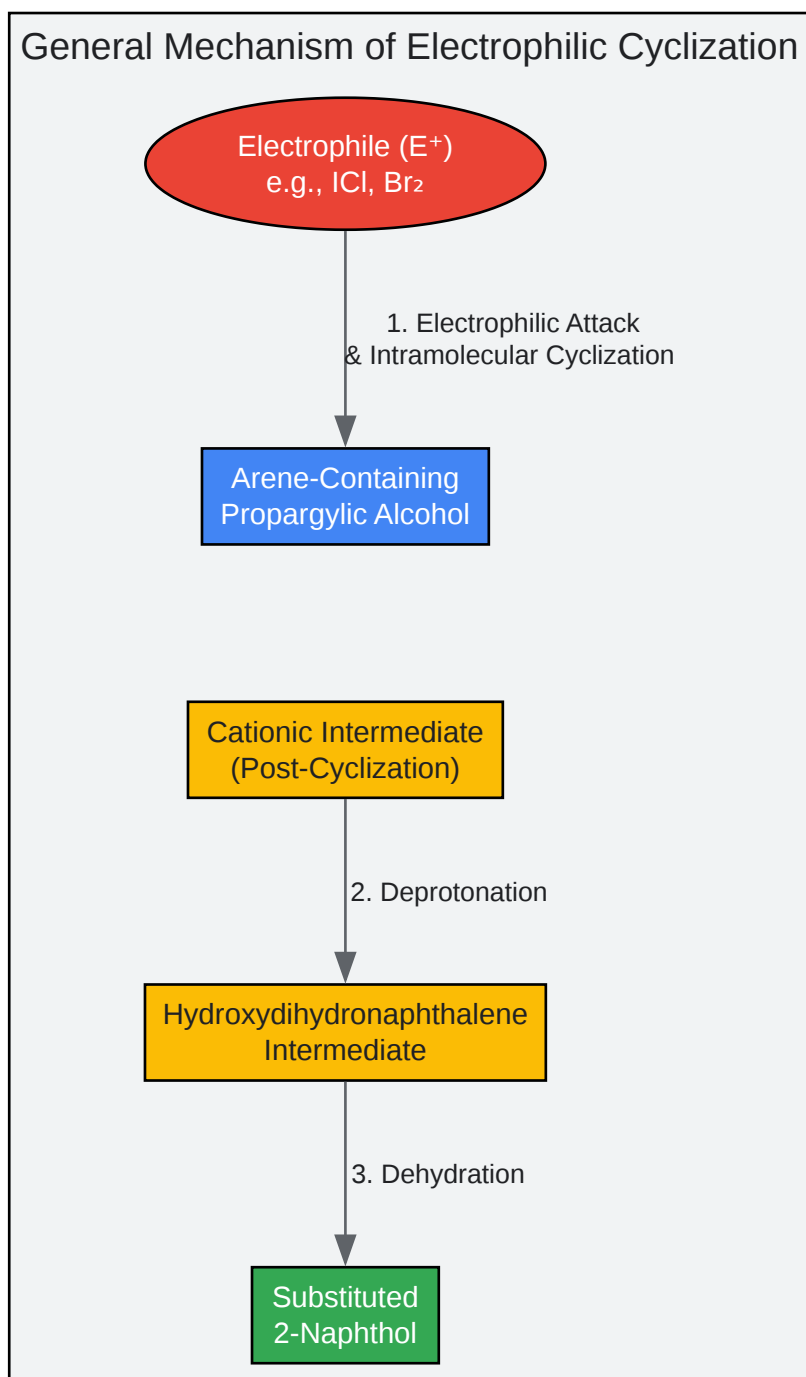 General Mechanism of Electrophilic Cyclization
Electrophile (E⁺)
e.g., ICl, Br₂
1. Electrophilic Attack
& Intramolecular Cyclization
Arene-Containing
Propargylic Alcohol
Cationic Intermediate
(Post-Cyclization)
2. Deprotonation
Hydroxydihydronaphthalene
Intermediate
3. Dehydration
Substituted
2-Naphthol